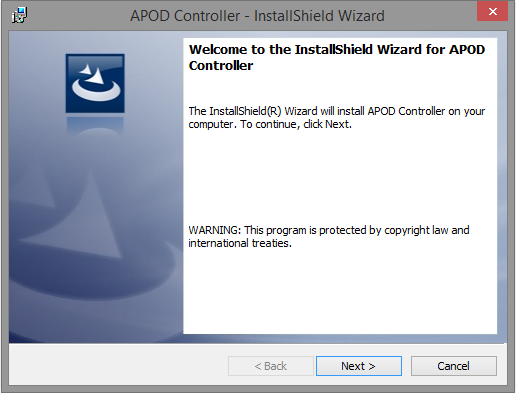 APOD Controller - InstallShield Wizard
Welcome to the InstallShield Wizard for APOD
Controller
The InstallShield(R) Wizard will install APOD Controller on your
computer. To continue, click Next.
WARNING: This program is protected by copyright law and
international treaties.
< Back
Next >
Cancel